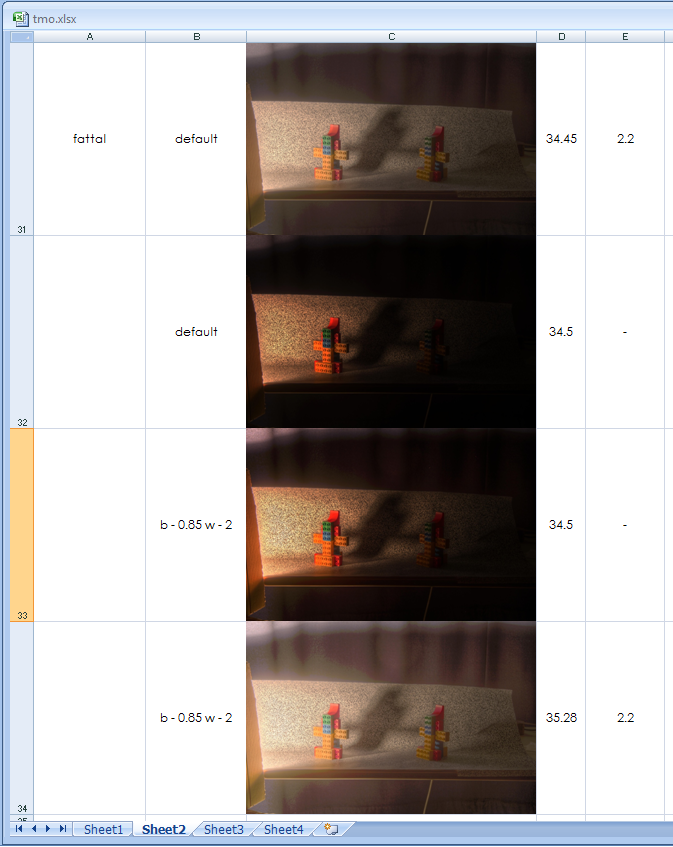 tmo.xlsx
A B C D E
fattal default 34.45 2.2
31
default 34.5 -
32
b - 0.85 w - 2 34.5 -
33
b - 0.85 w - 2 35.28 2.2
34
Sheet1 Sheet2 Sheet3 Sheet4